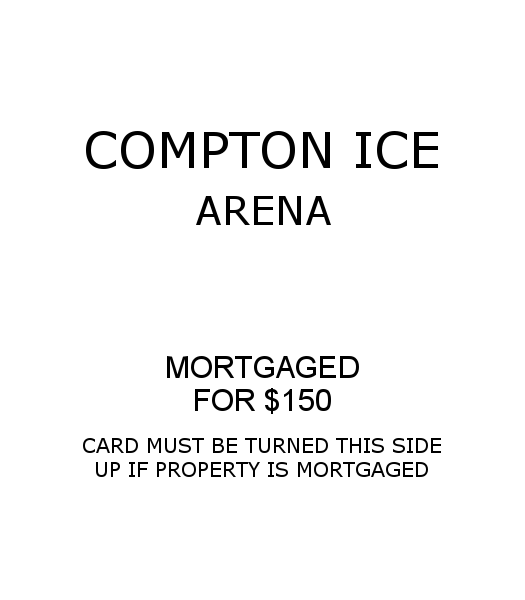 COMPTON ICE
ARENA
MORTGAGED
FOR $150
CARD MUST BE TURNED THIS SIDE
UP IF PROPERTY IS MORTGAGED